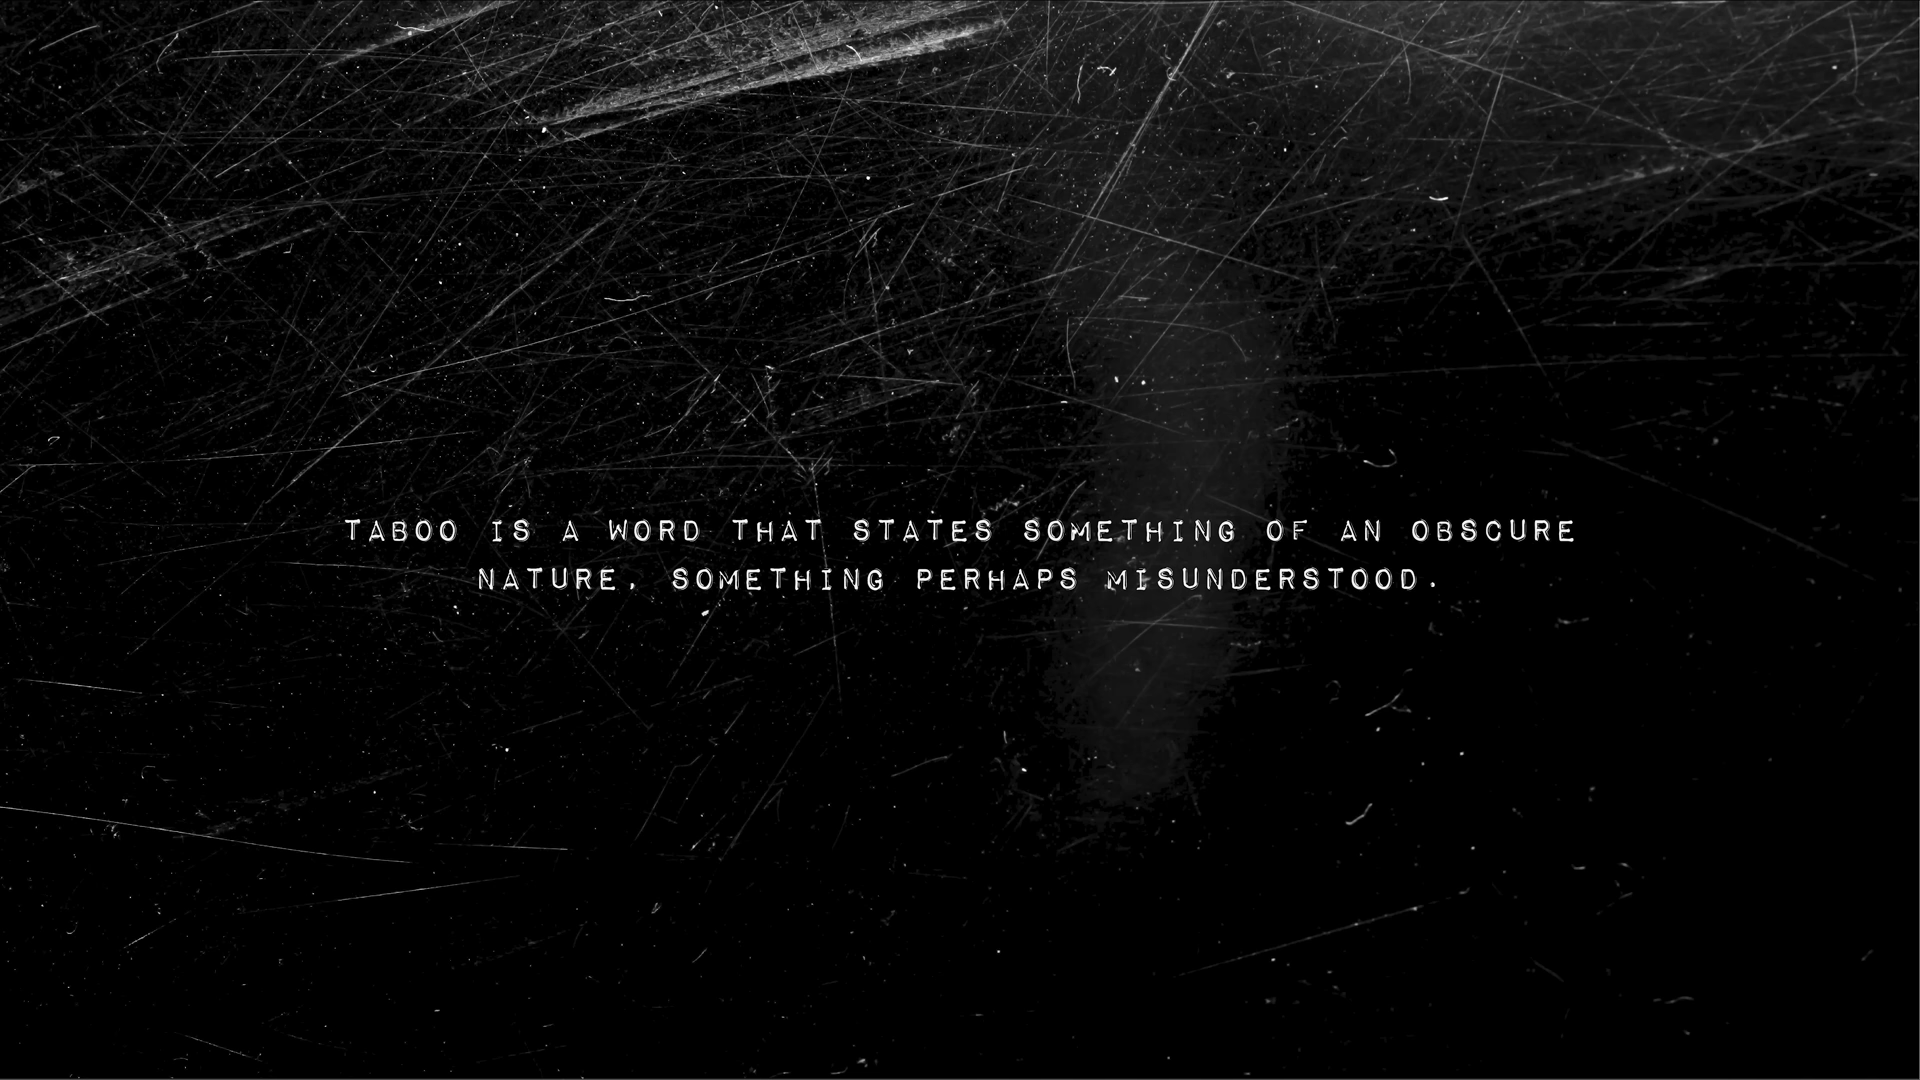 TABOO IS A WORD THAT STATES SOMETHING OF AN OBSCURE
NATURE, SOMETHING PERHAPS MISUNDERSTOOD.